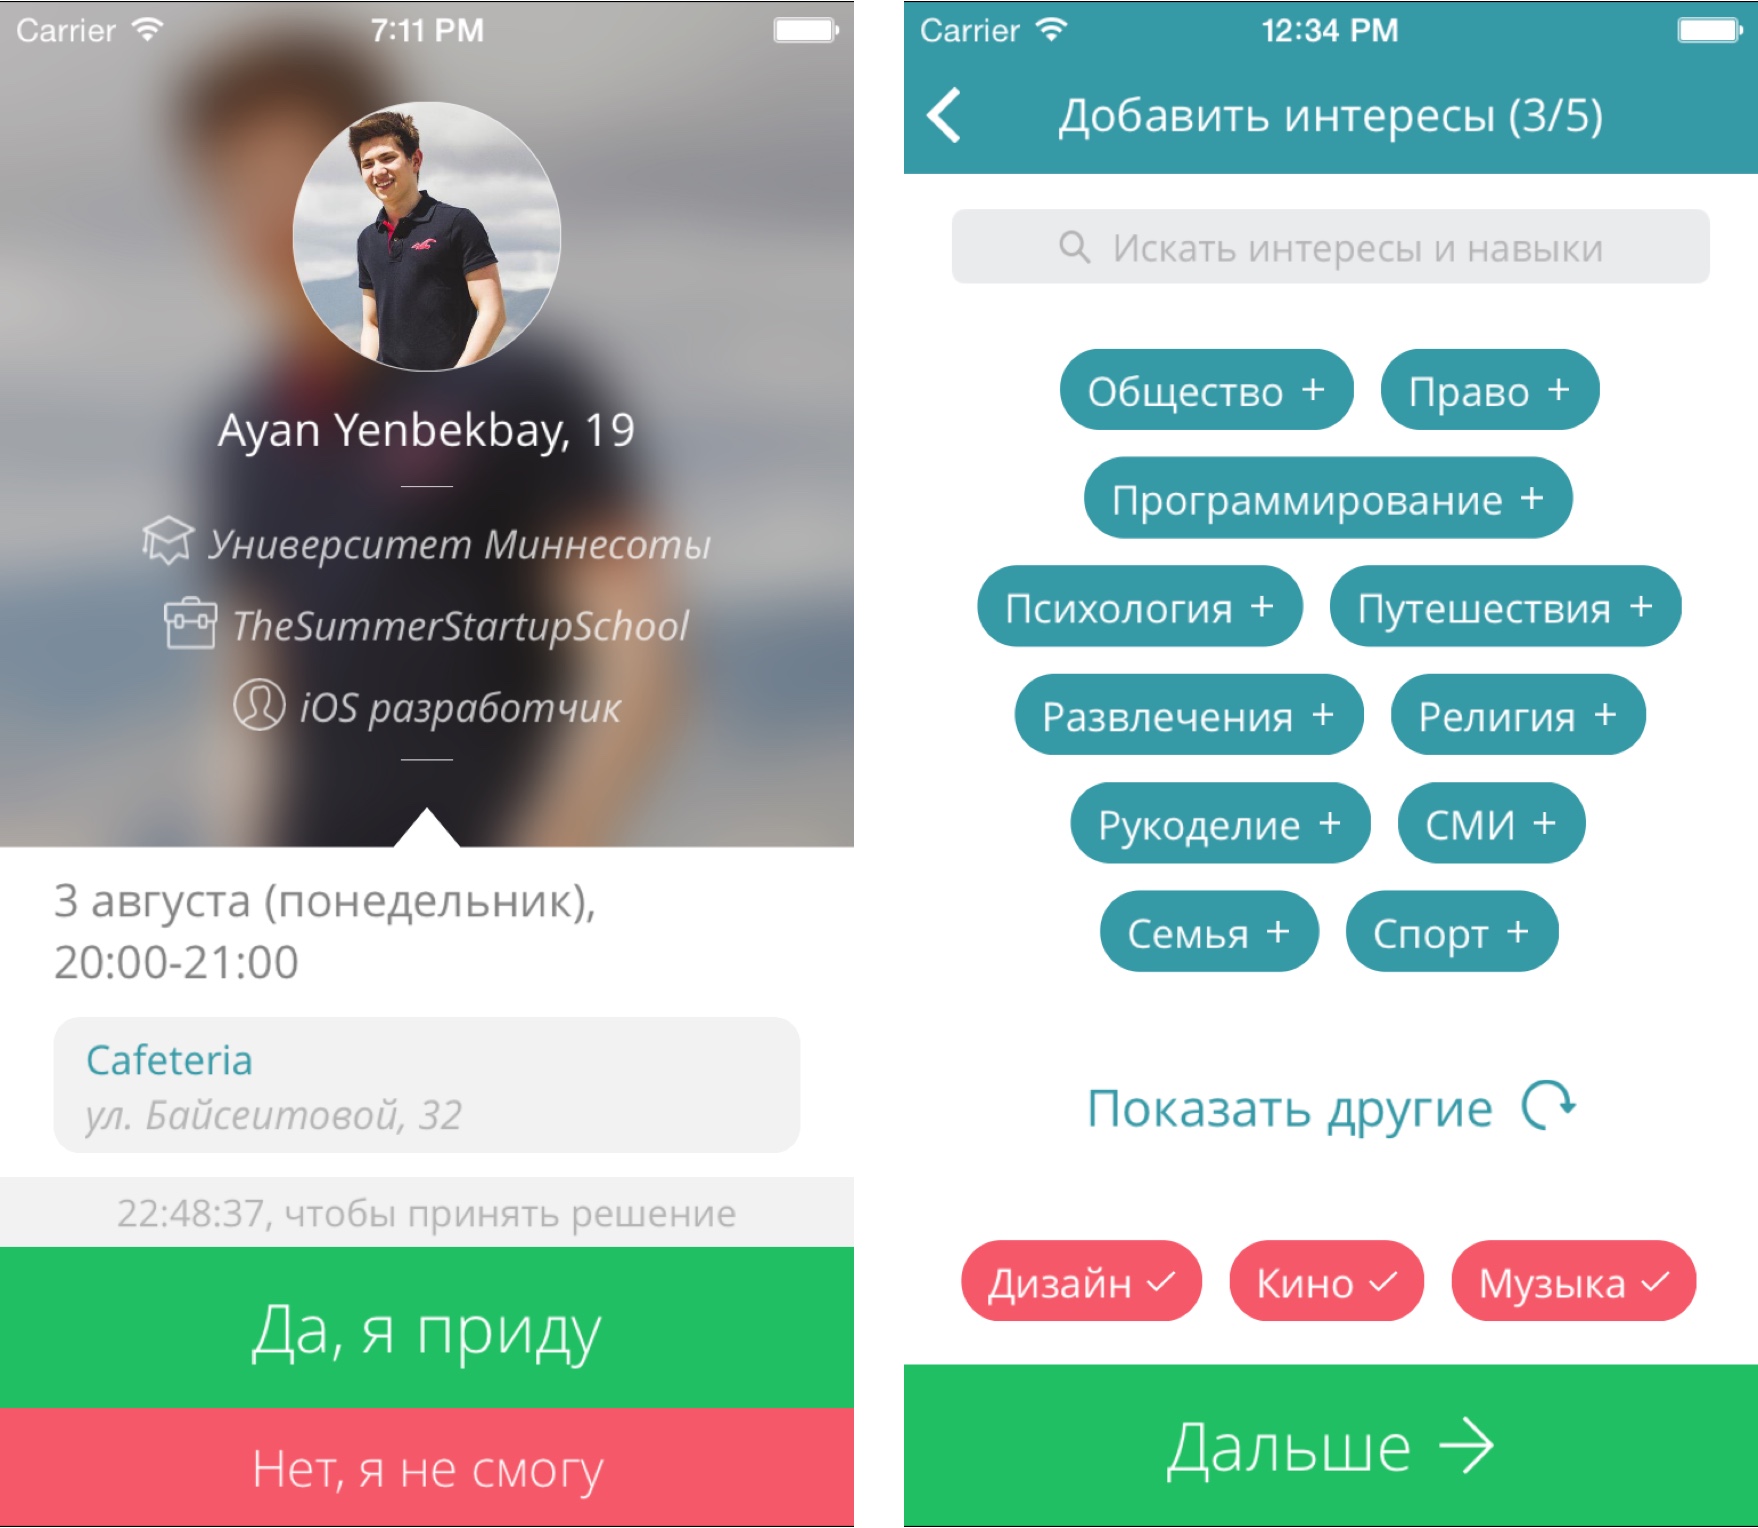 Carrier 7:11 PM
Ayan Yenbekbay, 19
Университет Миннесоты
TheSummerStartupSchool
iOS разработчик
3 августа (понедельник),
20:00-21:00
Cafeteria
ул. Байсеитовой, 32
22:48:37, чтобы принять решение
Да, я приду
Нет, я не смогу
Carrier 12:34 PM
Добавить интересы (3/5)
Искать интересы и навыки
Общество + Право +
Программирование +
Психология + Путешествия +
Развлечения + Религия +
Рукоделие + СМИ +
Семья + Спорт +
Показать другие
Дизайн ✓ Кино ✓ Музыка ✓
Дальше →